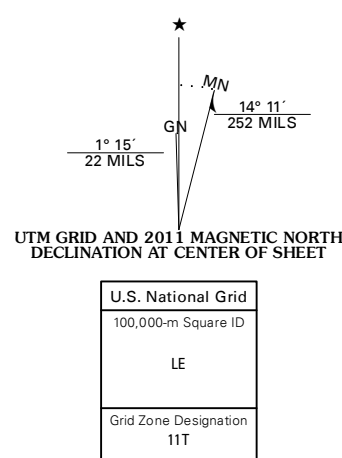 MN
GN
14° 11´
252 MILS
1° 15´
22 MILS
UTM GRID AND 2011 MAGNETIC NORTH
DECLINATION AT CENTER OF SHEET
U.S. National Grid
100,000-m Square ID
LE
Grid Zone Designation
11T